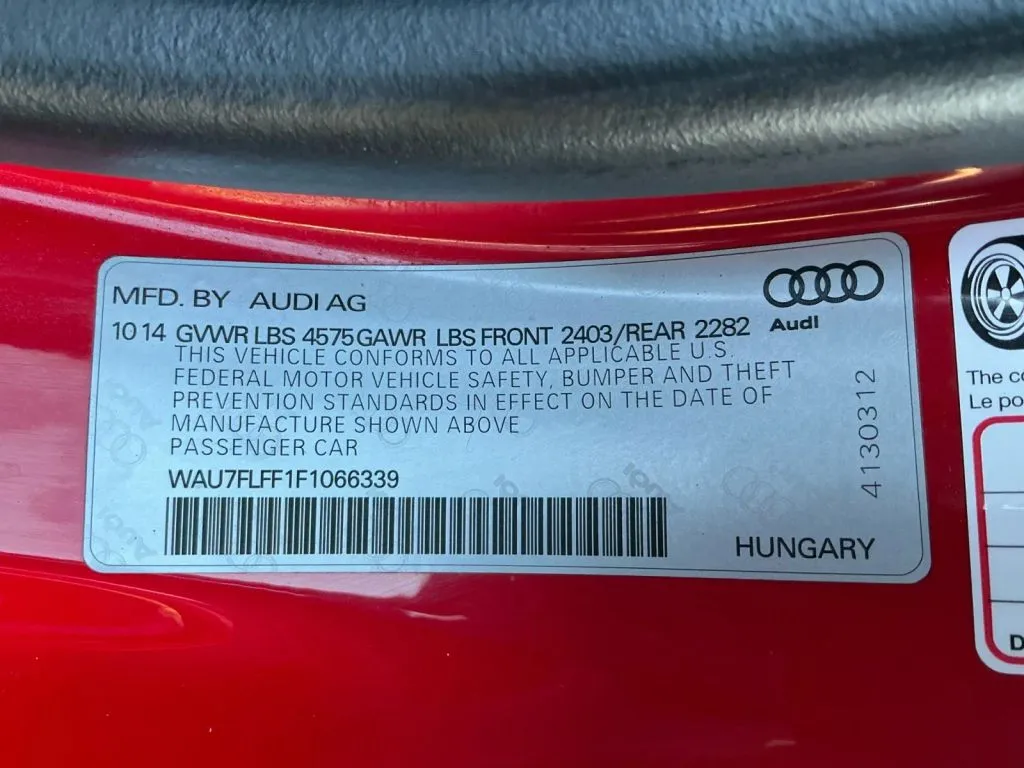 MFD. BY AUDI AG
Audi
10 14 GVWR LBS 4575 GAWR LBS FRONT 2403/REAR 2282
THIS VEHICLE CONFORMS TO ALL APPLICABLE U.S.
FEDERAL MOTOR VEHICLE SAFETY, BUMPER AND THEFT
PREVENTION STANDARDS IN EFFECT ON THE DATE OF
MANUFACTURE SHOWN ABOVE
PASSENGER CAR
WAU7FLFF1F1066339
4130312
HUNGARY
The co
Le po
D